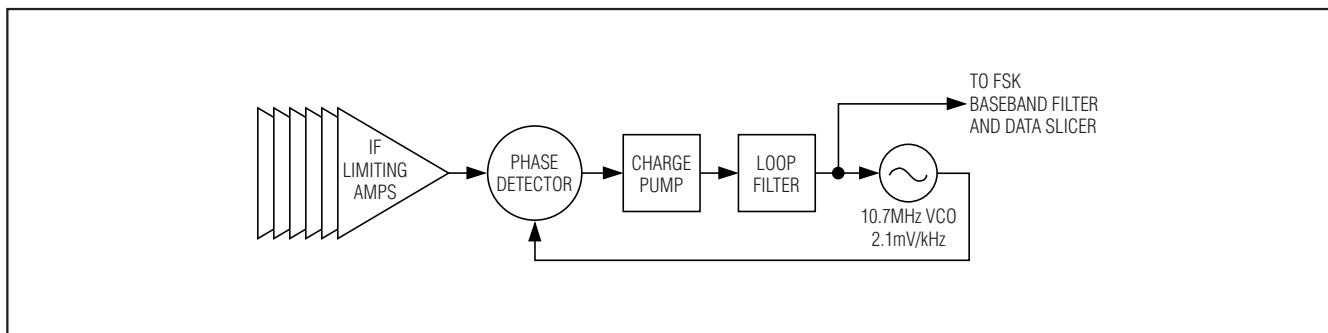 IF
LIMITING
AMPS
PHASE
DETECTOR
CHARGE
PUMP
LOOP
FILTER
TO FSK
BASEBAND FILTER
AND DATA SLICER
10.7MHz VCO
2.1mV/kHz